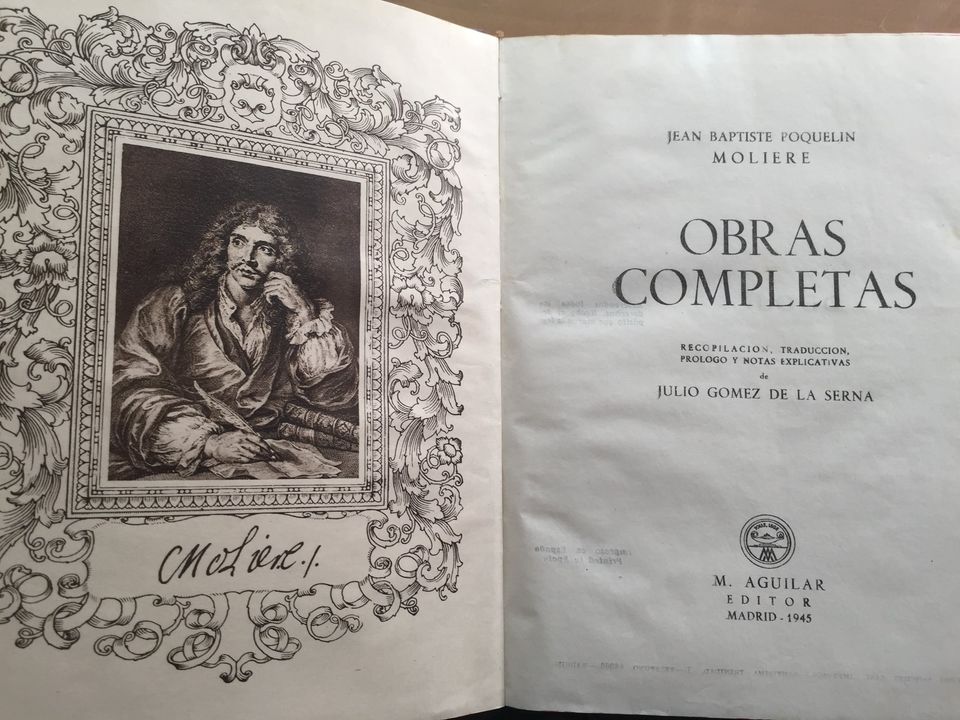 Moliere
JEAN BAPTISTE POQUELIN
MOLIERE
OBRAS
COMPLETAS
RECOPILACION, TRADUCCION,
PROLOGO Y NOTAS EXPLICATIVAS
de
JULIO GOMEZ DE LA SERNA
M. AGUILAR
EDITOR
MADRID - 1945